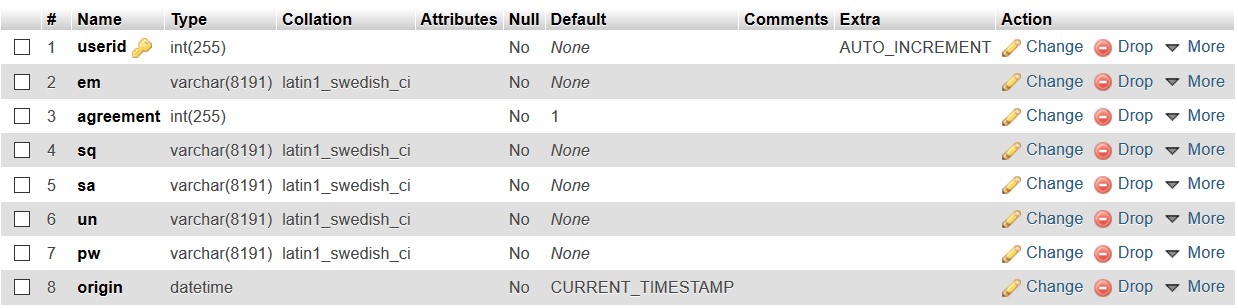 # Name Type Collation Attributes Null Default Comments Extra Action
1 userid int(255) No None AUTO_INCREMENT Change Drop More
2 em varchar(8191) latin1_swedish_ci No None Change Drop More
3 agreement int(255) No 1 Change Drop More
4 sq varchar(8191) latin1_swedish_ci No None Change Drop More
5 sa varchar(8191) latin1_swedish_ci No None Change Drop More
6 un varchar(8191) latin1_swedish_ci No None Change Drop More
7 pw varchar(8191) latin1_swedish_ci No None Change Drop More
8 origin datetime No CURRENT_TIMESTAMP Change Drop More